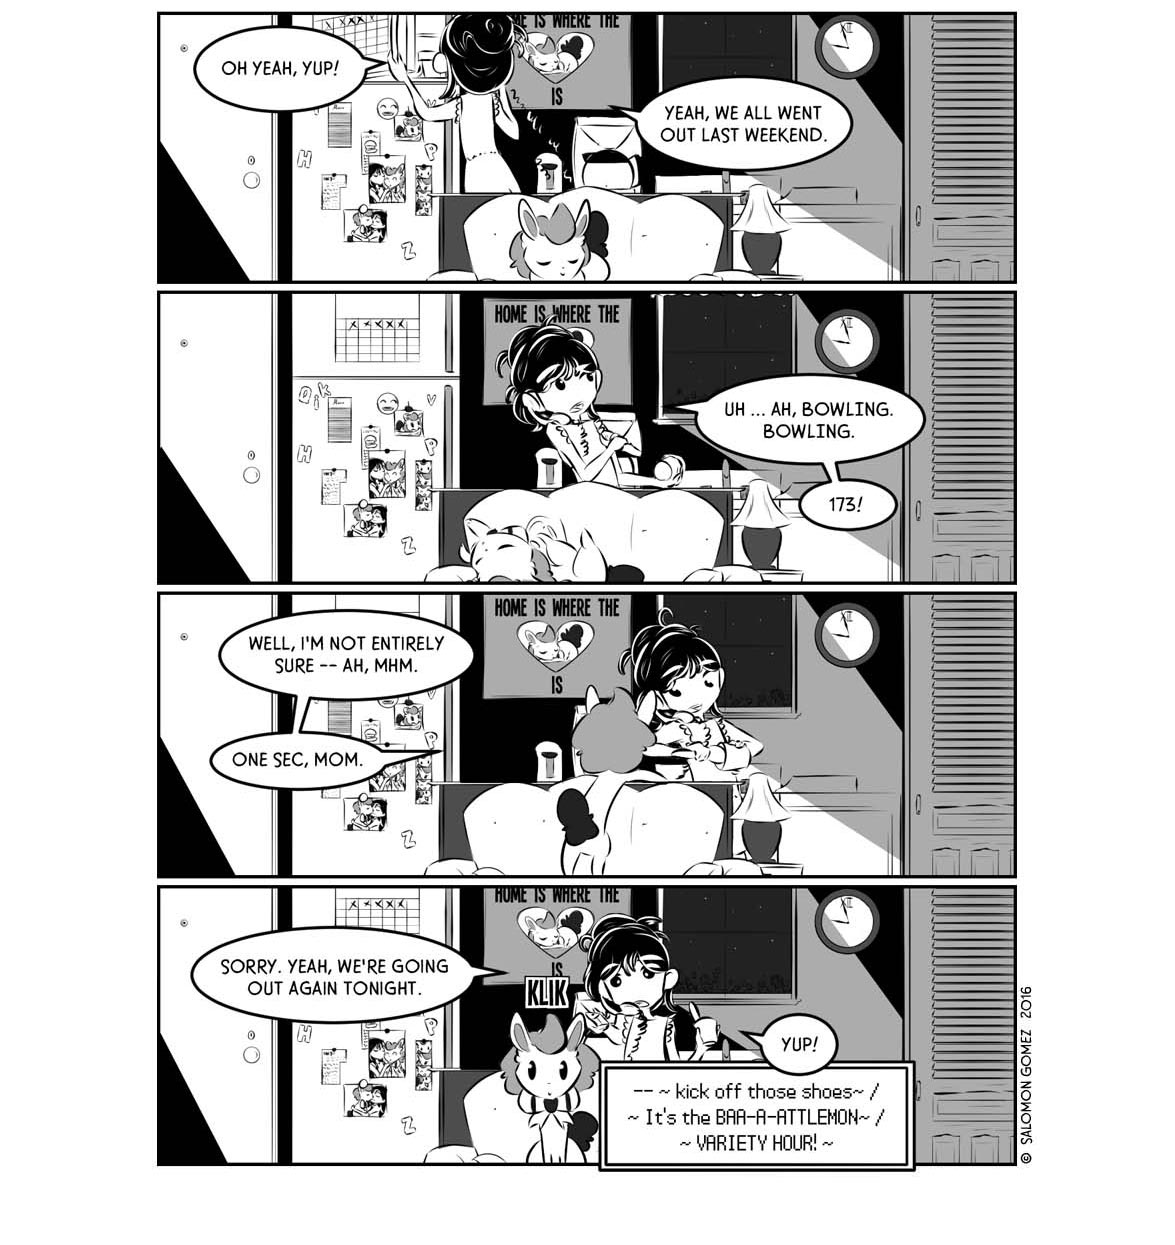 HOME IS WHERE THE
IS
OH YEAH, YUP!
YEAH, WE ALL WENT
OUT LAST WEEKEND.
H
P
Z
HOME IS WHERE THE
UH ... AH, BOWLING.
BOWLING.
173!
H
P
Z
HOME IS WHERE THE
IS
WELL, I'M NOT ENTIRELY
SURE -- AH, MHM.
ONE SEC, MOM.
H
Z
HOME IS WHERE THE
IS
SORRY. YEAH, WE'RE GOING
OUT AGAIN TONIGHT.
KLIK
YUP!
-- ~ kick off those shoes~ /
~ It's the BAA-A-ATTLEMON~ /
~ VARIETY HOUR! ~
H
P
Z
© SALOMON GOMEZ 2016